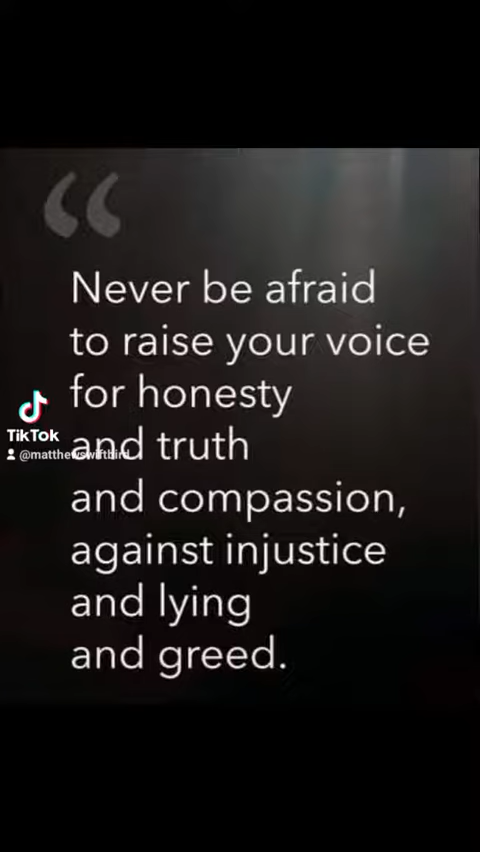 “
Never be afraid
to raise your voice
for honesty
and truth
and compassion,
against injustice
and lying
and greed.
TikTok
@matthewswiftbird